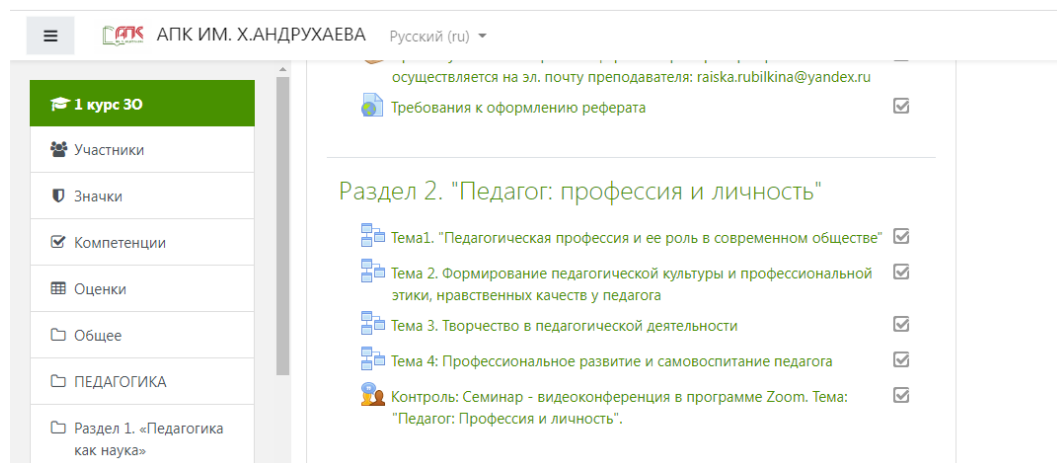 АПК ИМ. Х.АНДРУХАЕВА Русский (ru)
осуществляется на эл. почту преподавателя: raiska.rubilkina@yandex.ru
Требования к оформлению реферата
1 курс ЗО
Участники
Значки
Компетенции
Оценки
Общее
ПЕДАГОГИКА
Раздел 1. «Педагогика
как наука»
Раздел 2. "Педагог: профессия и личность"
Тема1. "Педагогическая профессия и ее роль в современном обществе"
Тема 2. Формирование педагогической культуры и профессиональной
этики, нравственных качеств у педагога
Тема 3. Творчество в педагогической деятельности
Тема 4: Профессиональное развитие и самовоспитание педагога
Контроль: Семинар - видеоконференция в программе Zoom. Тема:
"Педагог: Профессия и личность".